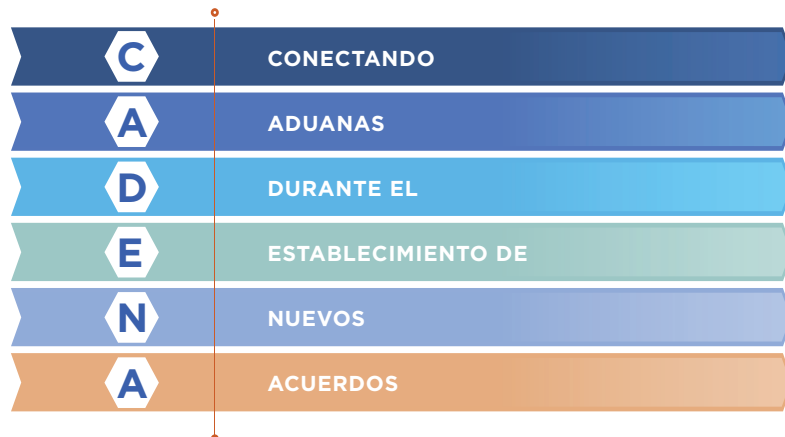 C CONECTANDO
A ADUANAS
D DURANTE EL
E ESTABLECIMIENTO DE
N NUEVOS
A ACUERDOS